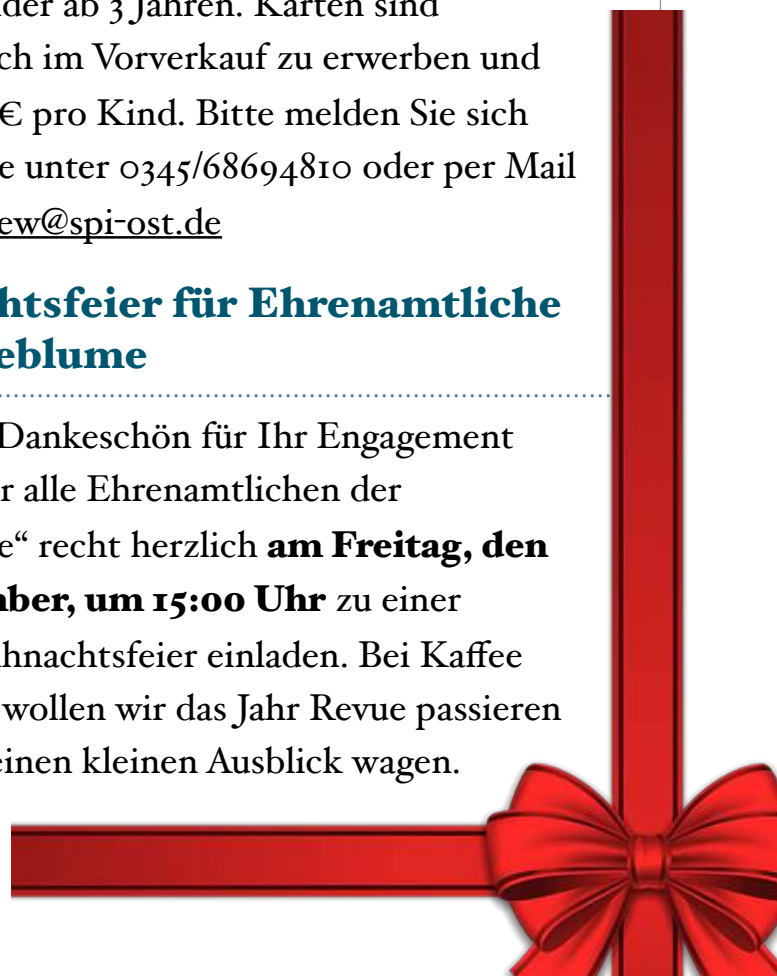 der ab 3 Jahren. Karten sind
ch im Vorverkauf zu erwerben und
€ pro Kind. Bitte melden Sie sich
e unter 0345/68694810 oder per Mail
ew@spi-ost.de
htsfeier für Ehrenamtliche
eblume
Dankeschön für Ihr Engagement
r alle Ehrenamtlichen der
e“ recht herzlich am Freitag, den
ber, um 15:00 Uhr zu einer
ihnachtsfeier einladen. Bei Kaffee
wollen wir das Jahr Revue passieren
einen kleinen Ausblick wagen.